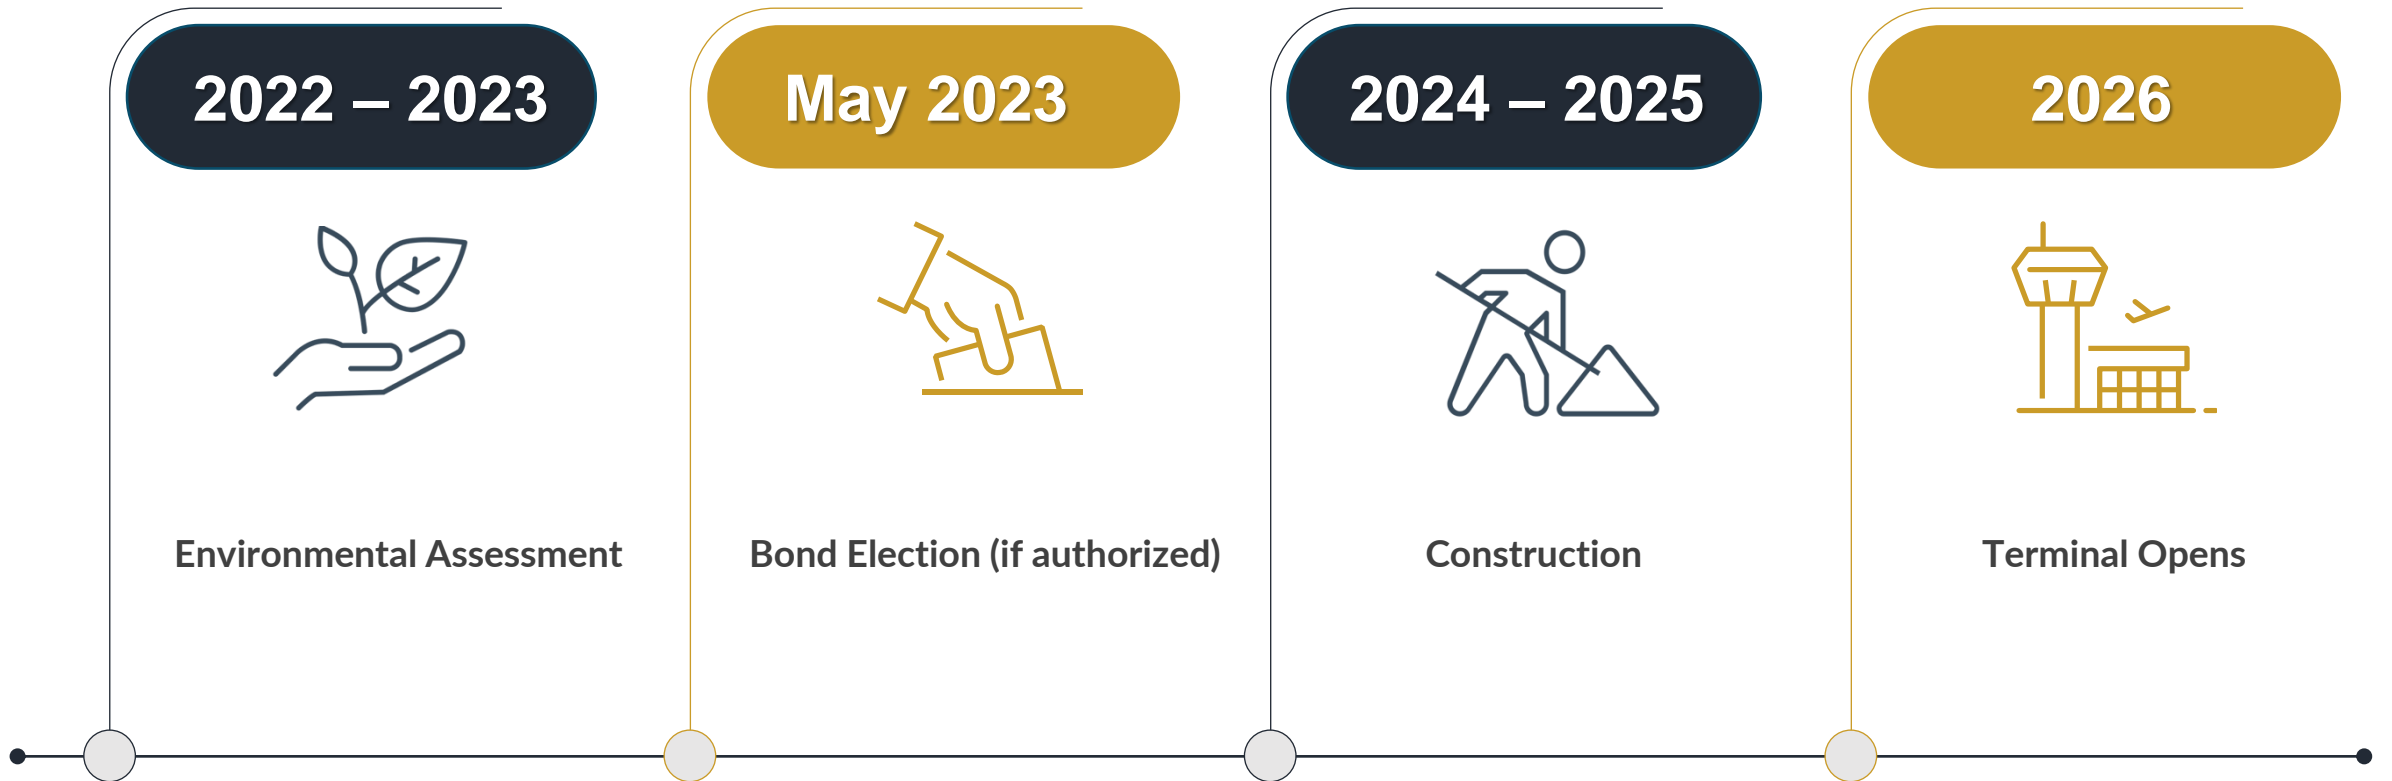 2022 – 2023
Environmental Assessment
May 2023
Bond Election (if authorized)
2024 – 2025
Construction
2026
Terminal Opens